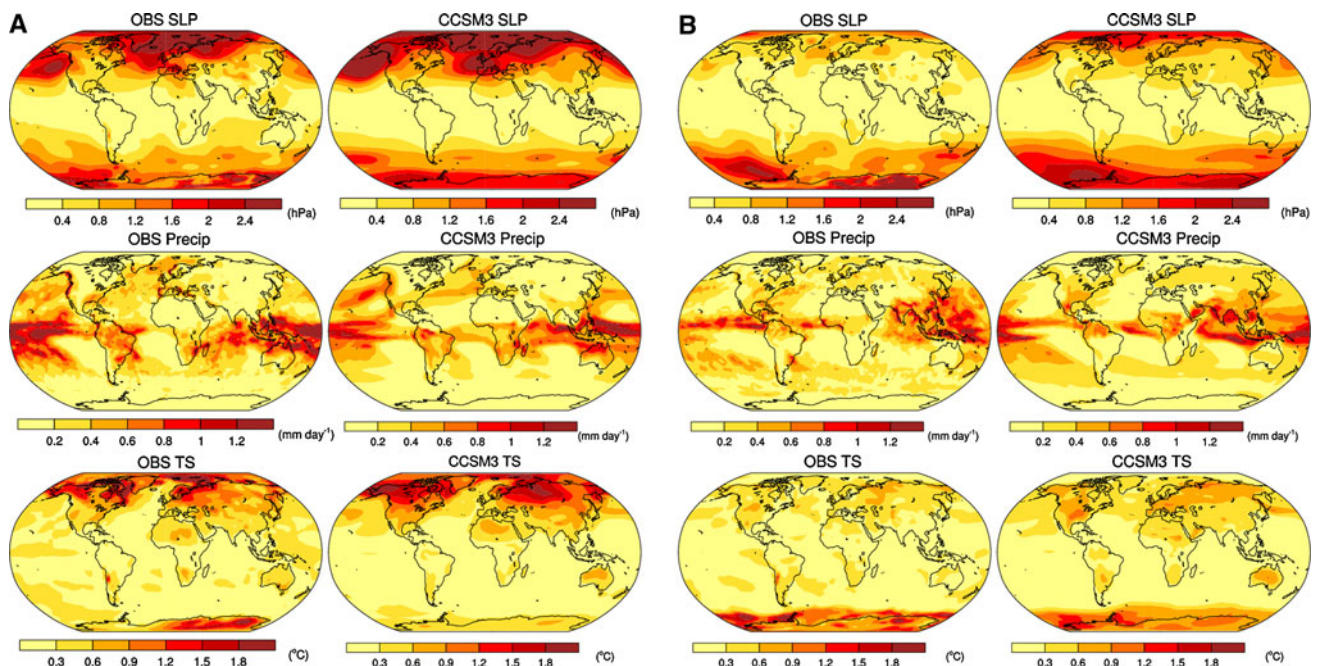 A
OBS SLP
CCSM3 SLP
B
OBS SLP
CCSM3 SLP
0.4 0.8 1.2 1.6 2 2.4 (hPa)
0.4 0.8 1.2 1.6 2 2.4 (hPa)
0.4 0.8 1.2 1.6 2 2.4 (hPa)
0.4 0.8 1.2 1.6 2 2.4 (hPa)
OBS Precip
CCSM3 Precip
OBS Precip
CCSM3 Precip
0.2 0.4 0.6 0.8 1 1.2 (mm day⁻¹)
0.2 0.4 0.6 0.8 1 1.2 (mm day⁻¹)
0.2 0.4 0.6 0.8 1 1.2 (mm day⁻¹)
0.2 0.4 0.6 0.8 1 1.2 (mm day⁻¹)
OBS TS
CCSM3 TS
OBS TS
CCSM3 TS
0.3 0.6 0.9 1.2 1.5 1.8 (ºC)
0.3 0.6 0.9 1.2 1.5 1.8 (ºC)
0.3 0.6 0.9 1.2 1.5 1.8 (ºC)
0.3 0.6 0.9 1.2 1.5 1.8 (ºC)